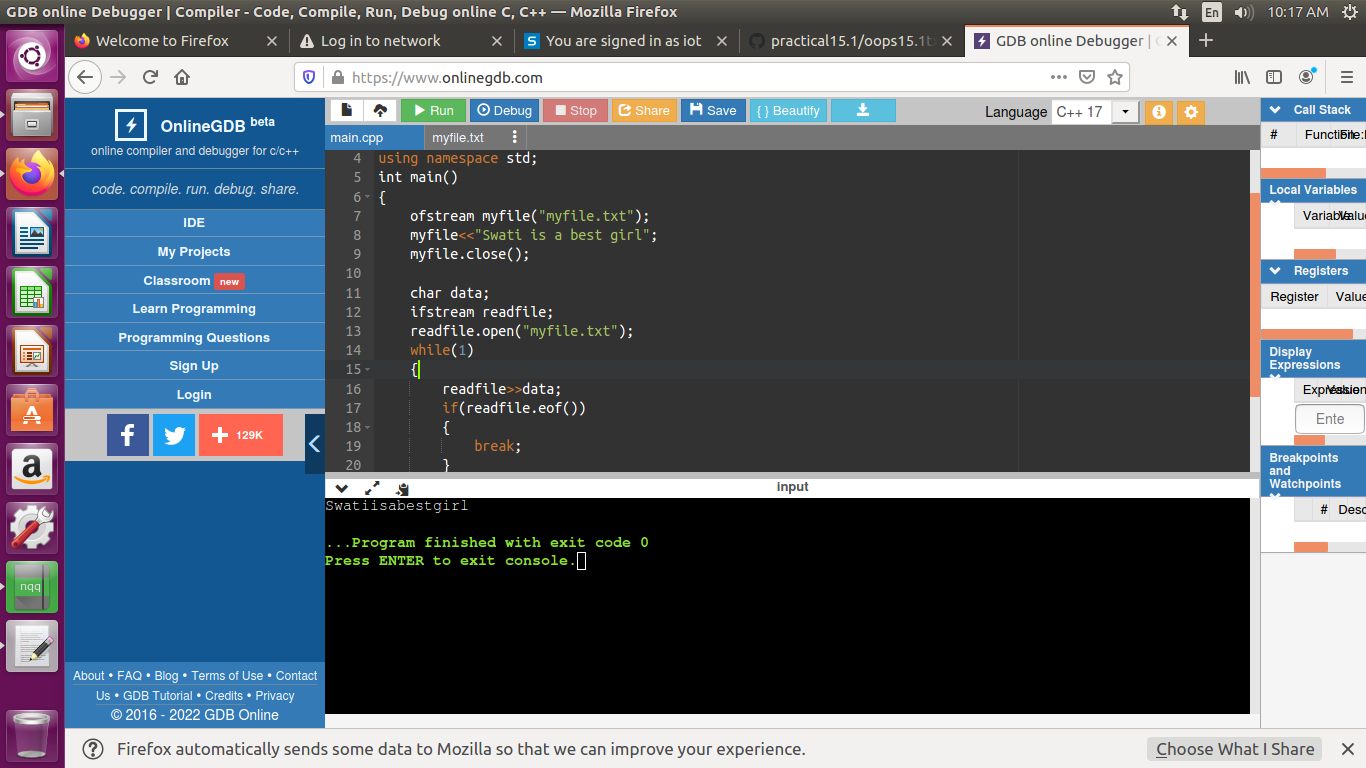 GDB online Debugger | Compiler - Code, Compile, Run, Debug online C, C++ — Mozilla Firefox
En
10:17 AM
Welcome to Firefox
Log in to network
You are signed in as iot
practical15.1/oops15.1t
GDB online Debugger |
https://www.onlinegdb.com
OnlineGDB beta
online compiler and debugger for c/c++
code. compile. run. debug. share.
IDE
My Projects
Classroom new
Learn Programming
Programming Questions
Sign Up
Login
129K
About • FAQ • Blog • Terms of Use • Contact
Us • GDB Tutorial • Credits • Privacy
© 2016 - 2022 GDB Online
Run
Debug
Stop
Share
Save
{ } Beautify
Language
C++ 17
main.cpp
myfile.txt
4 using namespace std;
5 int main()
6 {
7 ofstream myfile("myfile.txt");
8 myfile<<"Swati is a best girl";
9 myfile.close();
10
11 char data;
12 ifstream readfile;
13 readfile.open("myfile.txt");
14 while(1)
15 {
16 readfile>>data;
17 if(readfile.eof())
18 {
19 break;
20 }
input
Swatiisabestgirl
...Program finished with exit code 0
Press ENTER to exit console.
Call Stack
# Function
Local Variables
Variable
Registers
Register Value
Display
Expressions
Expression
Ente
Breakpoints
and
Watchpoints
# Desc
nqq
Firefox automatically sends some data to Mozilla so that we can improve your experience.
Choose What I Share